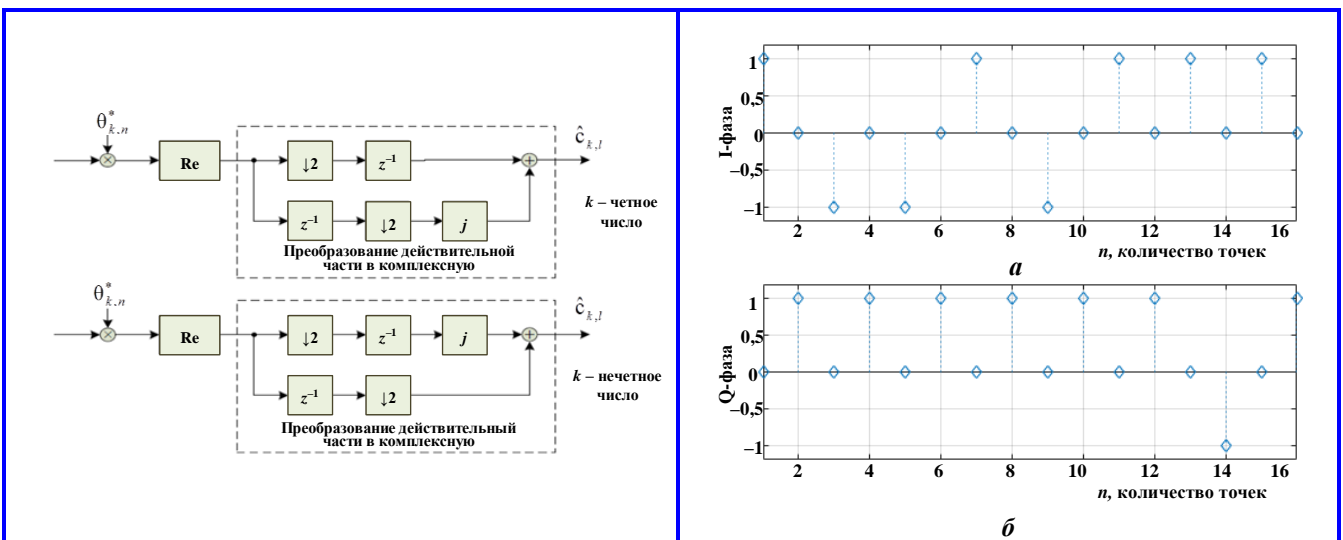 θ*k,n
Re
↓2
z⁻¹
ĉk,l
z⁻¹
↓2
j
k – четное
число
Преобразование действительной
части в комплексную
θ*k,n
Re
↓2
z⁻¹
j
ĉk,l
z⁻¹
↓2
k – нечетное
число
Преобразование действительный
части в комплексную
I-фаза
1
0,5
0
–0,5
–1
2 4 6 8 10 12 14 16
n, количество точек
а
Q-фаза
1
0,5
0
–0,5
–1
2 4 6 8 10 12 14 16
n, количество точек
б